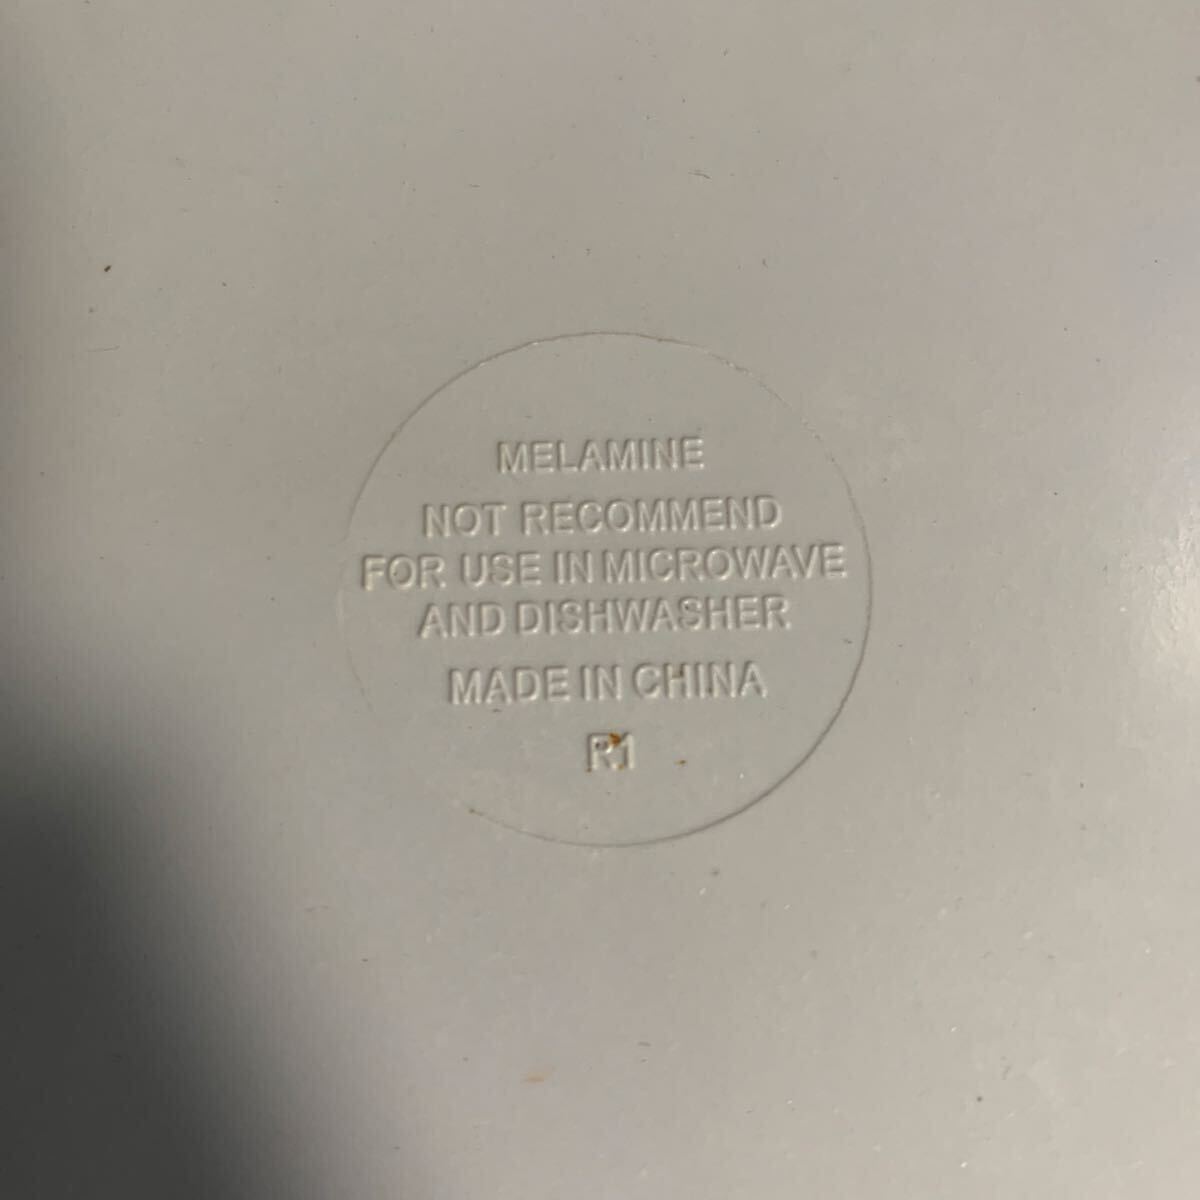 MELAMINE
NOT RECOMMEND
FOR USE IN MICROWAVE
AND DISHWASHER
MADE IN CHINA
R1